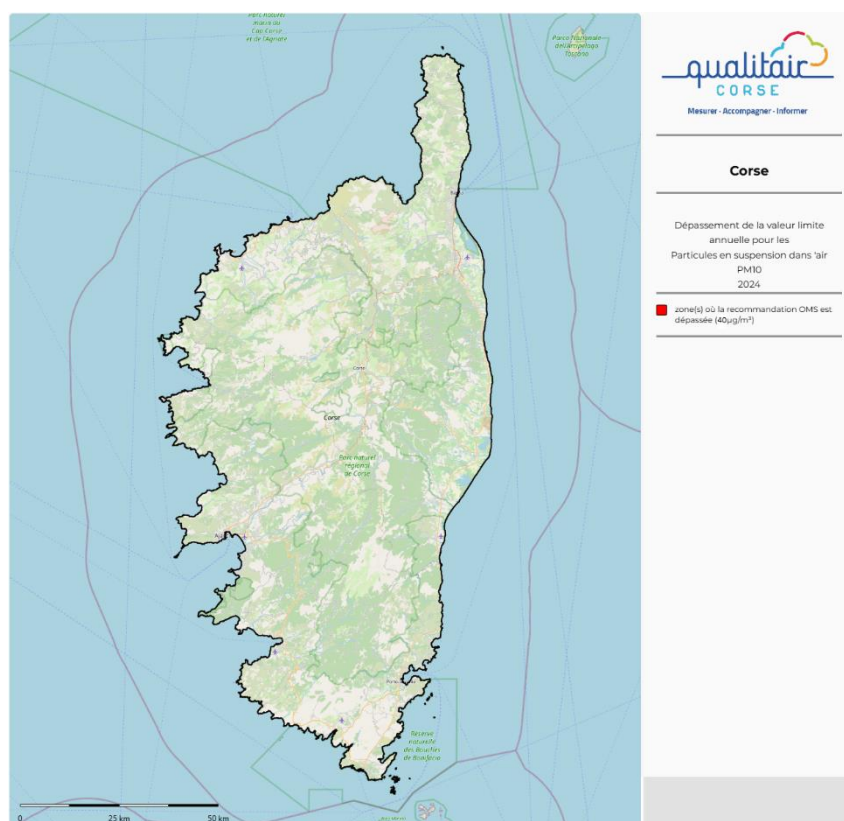 Parc naturel
marin du
Cap Corse
et de l'Agriate
Parco Nazionale
dell'Arcipelago
Toscano
Corte
Corse
Parc naturel
régional
de Corse
Réserve
naturelle
des Bouches
de Bonifacio
0 25 km 50 km
qualitair
CORSE
Mesurer - Accompagner - Informer
Corse
Dépassement de la valeur limite
annuelle pour les
Particules en suspension dans 'air
PM10
2024
zone(s) où la recommandation OMS est
dépassée (40µg/m³)